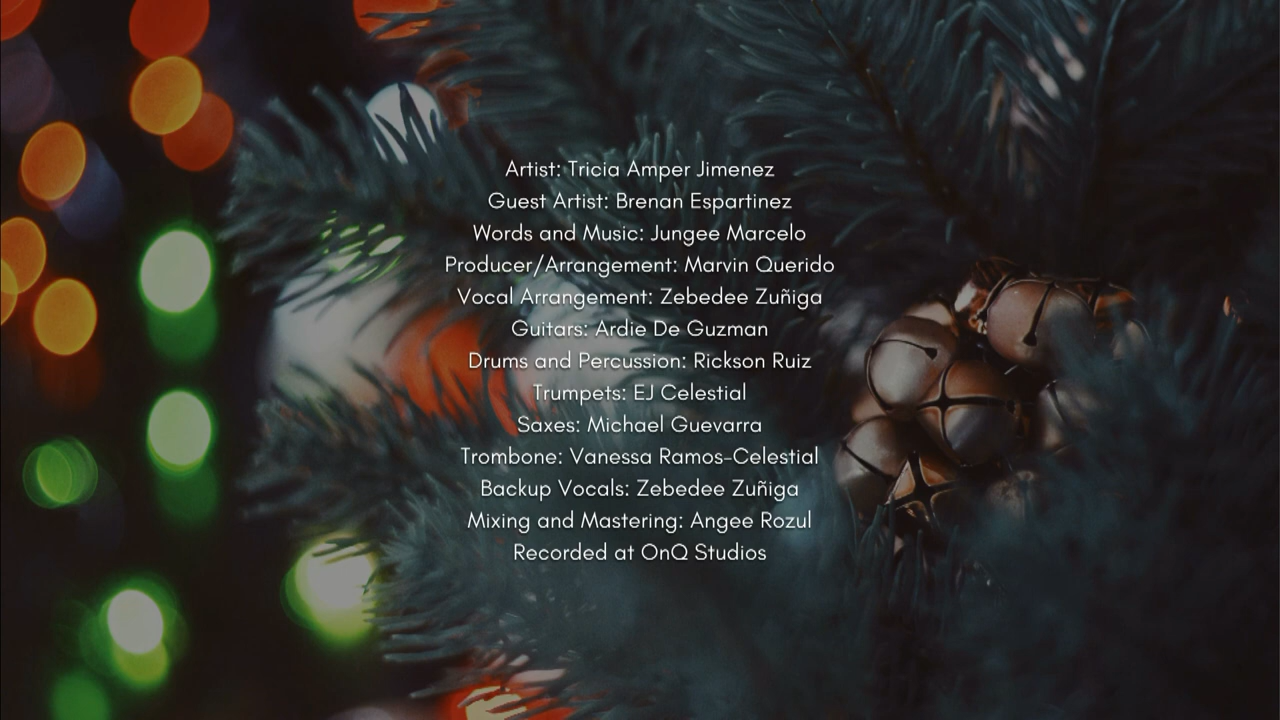 Artist: Tricia Amper Jimenez
Guest Artist: Brenan Espartinez
Words and Music: Jungee Marcelo
Producer/Arrangement: Marvin Querido
Vocal Arrangement: Zebedee Zuñiga
Guitars: Ardie De Guzman
Drums and Percussion: Rickson Ruiz
Trumpets: EJ Celestial
Saxes: Michael Guevarra
Trombone: Vanessa Ramos-Celestial
Backup Vocals: Zebedee Zuñiga
Mixing and Mastering: Angee Rozul
Recorded at OnQ Studios